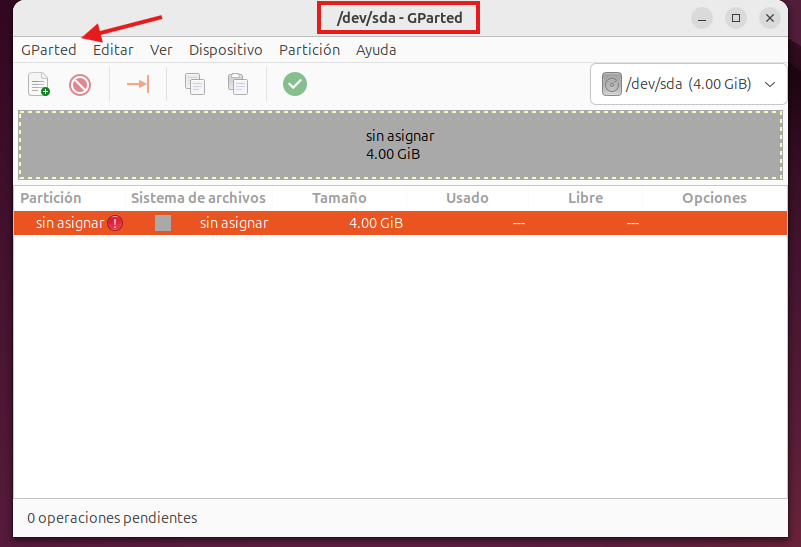 /dev/sda - GParted
GParted Editar Ver Dispositivo Partición Ayuda
/dev/sda (4.00 GiB)
sin asignar
4.00 GiB
Partición Sistema de archivos Tamaño Usado Libre Opciones
sin asignar sin asignar 4.00 GiB --- ---
0 operaciones pendientes